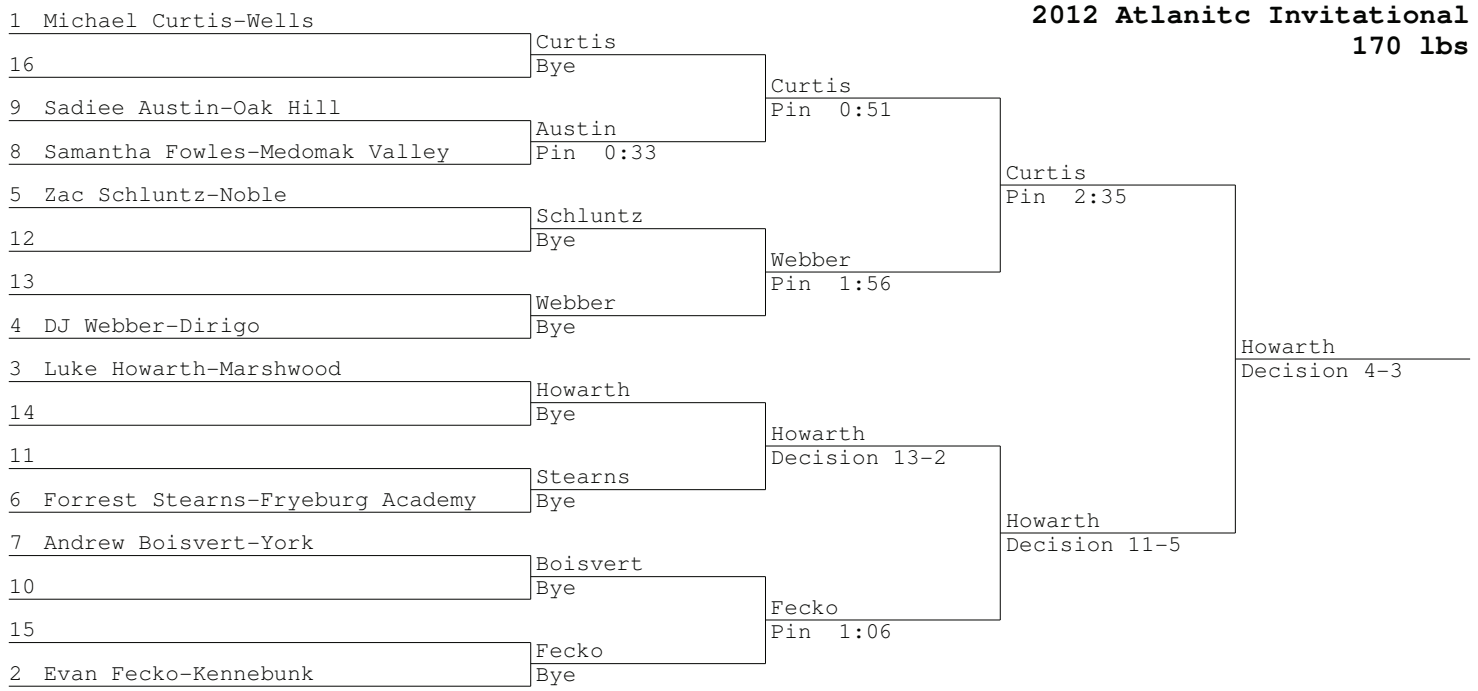 2012 Atlanitc Invitational
170 lbs
1 Michael Curtis-Wells
16
9 Sadiee Austin-Oak Hill
8 Samantha Fowles-Medomak Valley
5 Zac Schluntz-Noble
12
13
4 DJ Webber-Dirigo
3 Luke Howarth-Marshwood
14
11
6 Forrest Stearns-Fryeburg Academy
7 Andrew Boisvert-York
10
15
2 Evan Fecko-Kennebunk
Curtis
Bye
Austin
Pin 0:33
Schluntz
Bye
Webber
Bye
Howarth
Bye
Stearns
Bye
Boisvert
Bye
Fecko
Bye
Curtis
Pin 0:51
Webber
Pin 1:56
Howarth
Decision 13-2
Fecko
Pin 1:06
Curtis
Pin 2:35
Howarth
Decision 11-5
Howarth
Decision 4-3